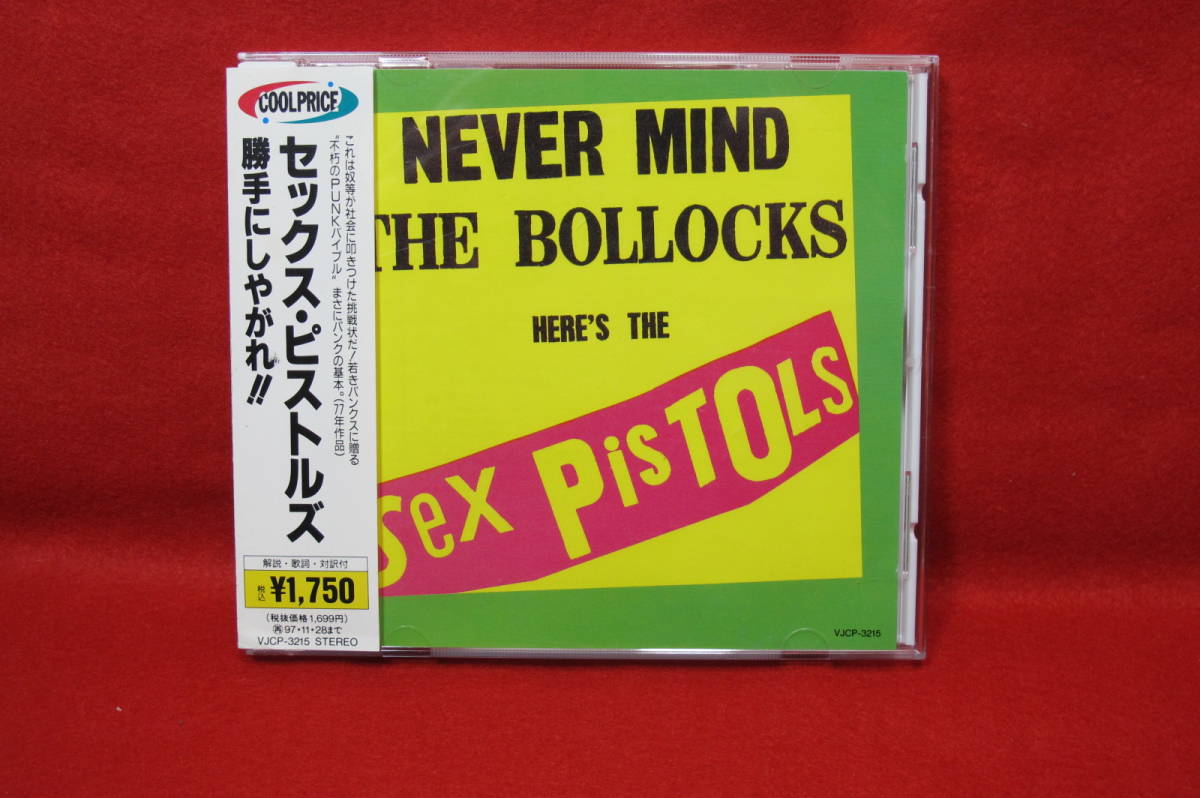 COOLPRICE
これは奴等が社会に叩きつけた挑戦状だ!若きパンクスに贈る
“不朽のPUNKバイブル”まさにパンクの基本。(77年作品)
セックス・ピストルズ
勝手にしやがれ!!
解説・歌詞・対訳付
税込 ¥1,750
(税抜価格1,699円)
再97・11・28まで
VJCP-3215 STEREO
NEVER MIND
THE BOLLOCKS
HERE'S THE
Sex PisTOLs
VJCP-3215